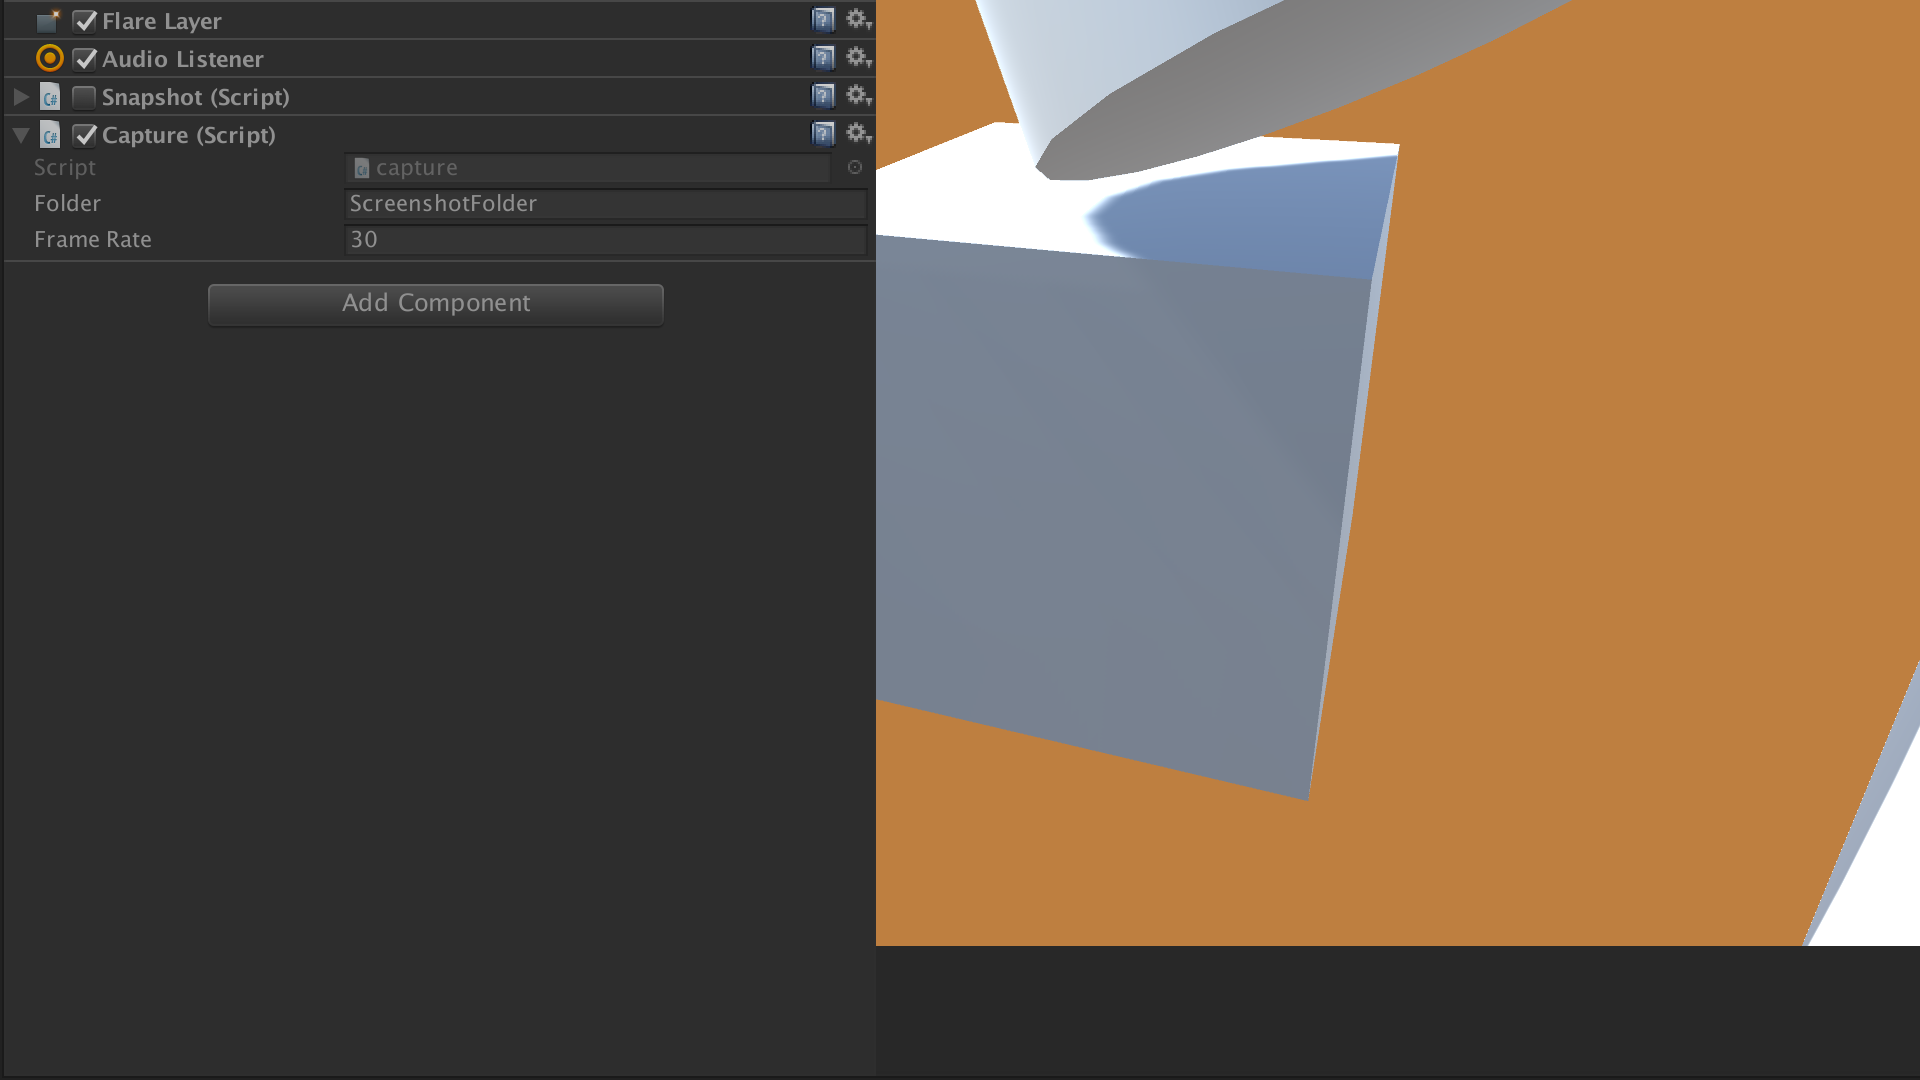 Flare Layer
Audio Listener
C# Snapshot (Script)
C# Capture (Script)
Script capture
Folder ScreenshotFolder
Frame Rate 30
Add Component